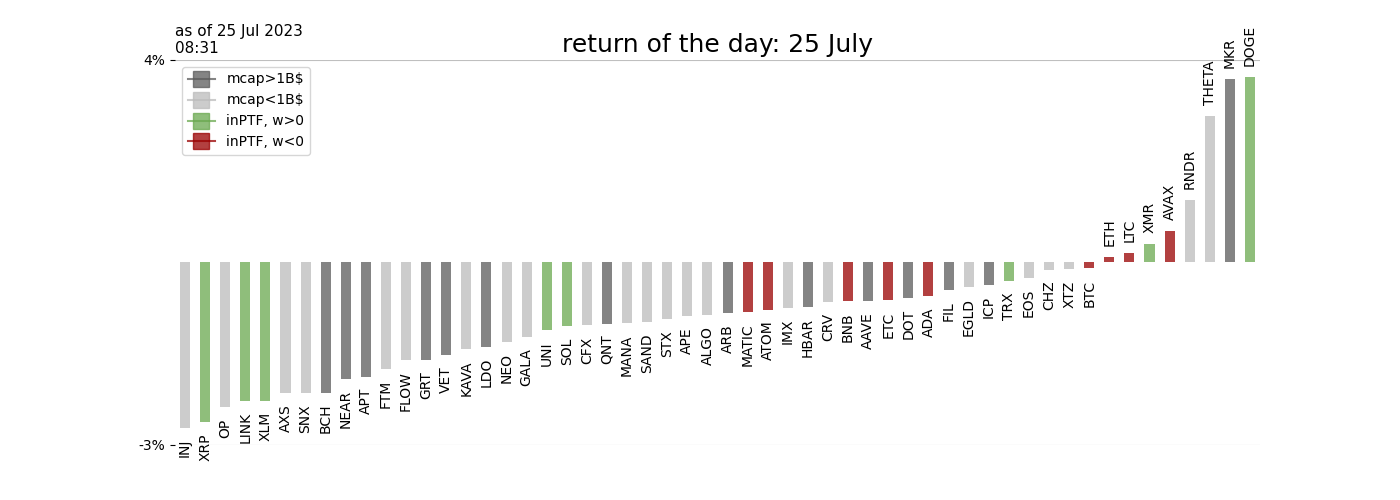 as of 25 Jul 2023
08:31
return of the day: 25 July
4%
mcap>1B$
mcap<1B$
inPTF, w>0
inPTF, w<0
-3%
INJ
XRP
OP
LINK
XLM
AXS
SNX
BCH
NEAR
APT
FTM
FLOW
GRT
VET
KAVA
LDO
NEO
GALA
UNI
SOL
CFX
QNT
MANA
SAND
STX
APE
ALGO
ARB
MATIC
ATOM
IMX
HBAR
CRV
BNB
AAVE
ETC
DOT
ADA
FIL
EGLD
ICP
TRX
EOS
CHZ
XTZ
BTC
ETH
LTC
XMR
AVAX
RNDR
THETA
MKR
DOGE